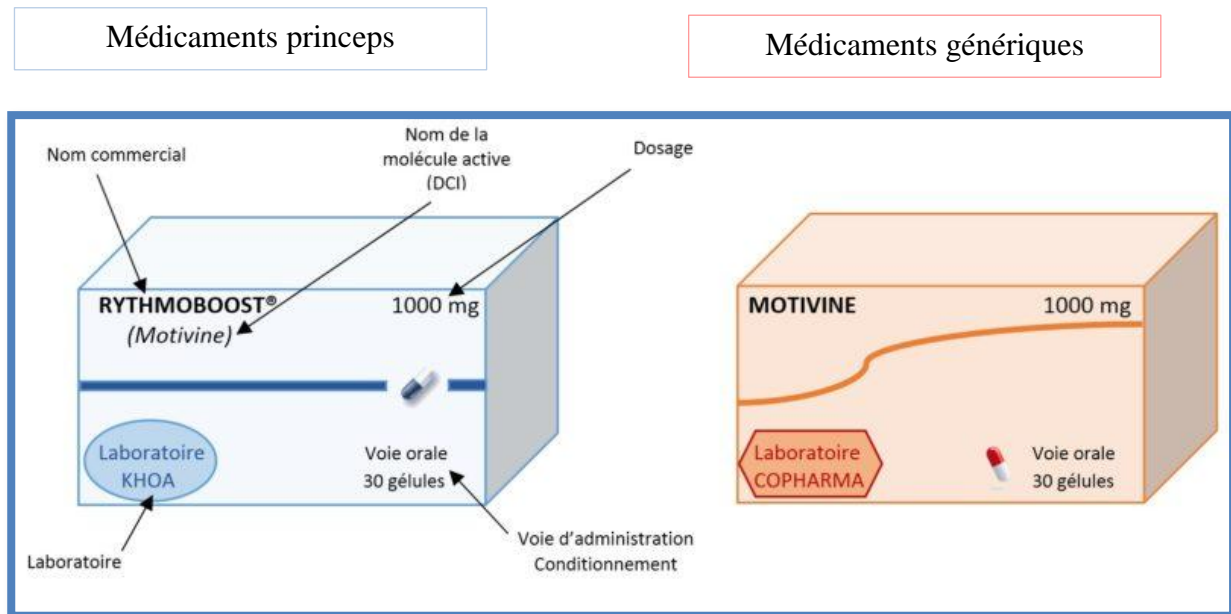 Médicaments princeps
Médicaments génériques
Nom commercial
Nom de la
molécule active
(DCI)
Dosage
RYTHMOBOOST®
(Motivine)
1000 mg
Laboratoire
KHOA
Voie orale
30 gélules
Laboratoire
Voie d'administration
Conditionnement
MOTIVINE
1000 mg
Laboratoire
COPHARMA
Voie orale
30 gélules